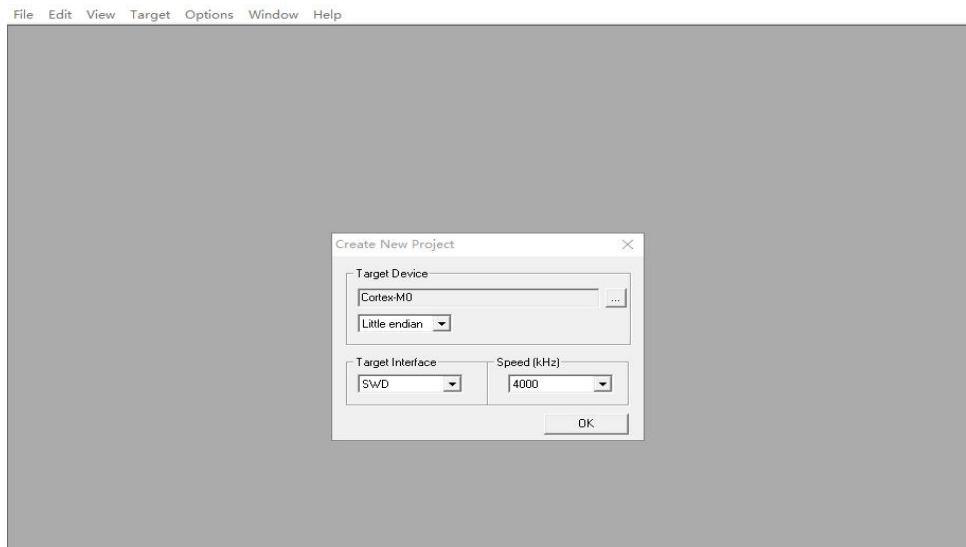 File Edit View Target Options Window Help
Create New Project
Target Device
Cortex-M0
...
Little endian
Target Interface
Speed (kHz)
SWD
4000
OK